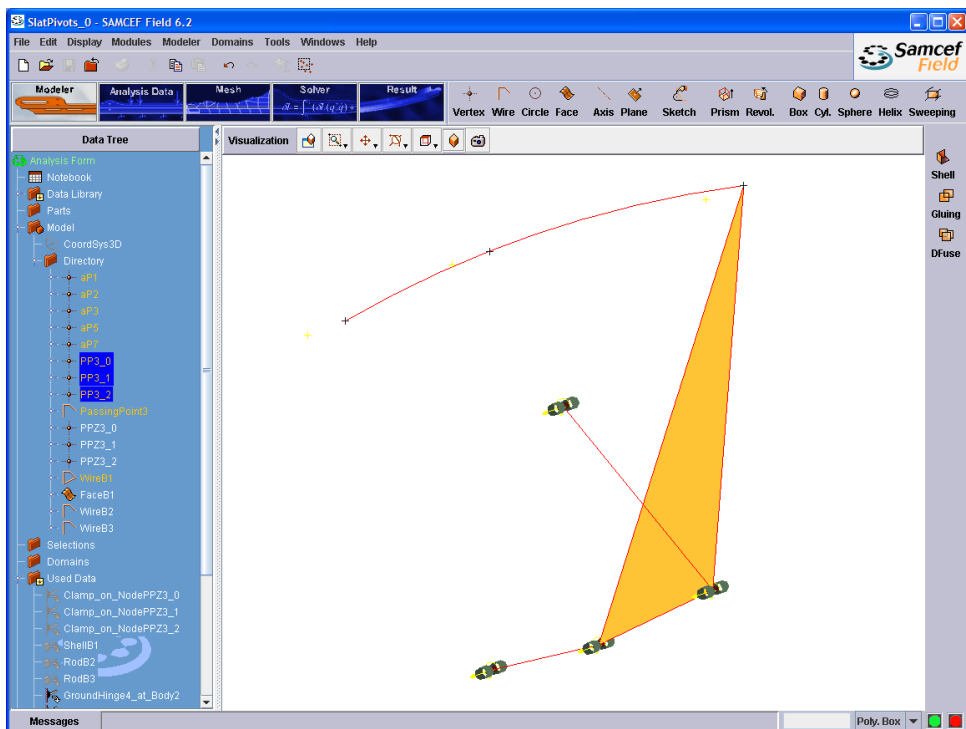 SlatPivots_0 - SAMCEF Field 6.2
File Edit Display Modules Modeler Domains Tools Windows Help
Samcef
Field
Modeler Analysis Data Mesh Solver Result
Vertex Wire Circle Face Axis Plane Sketch Prism Revol. Box Cyl. Sphere Helix Sweeping
Data Tree
Visualization
Analysis Form
Notebook
Data Library
Parts
Model
CoordSys3D
Directory
aP1
aP2
aP3
aP5
aP7
PP3_0
PP3_1
PP3_2
PassingPoint3
PPZ3_0
PPZ3_1
PPZ3_2
WireB1
FaceB1
WireB2
WireB3
Selections
Domains
Used Data
Clamp_on_NodePPZ3_0
Clamp_on_NodePPZ3_1
Clamp_on_NodePPZ3_2
ShellB1
RodB2
RodB3
GroundHinge4_at_Body2
Shell
Gluing
DFuse
Messages
Poly. Box